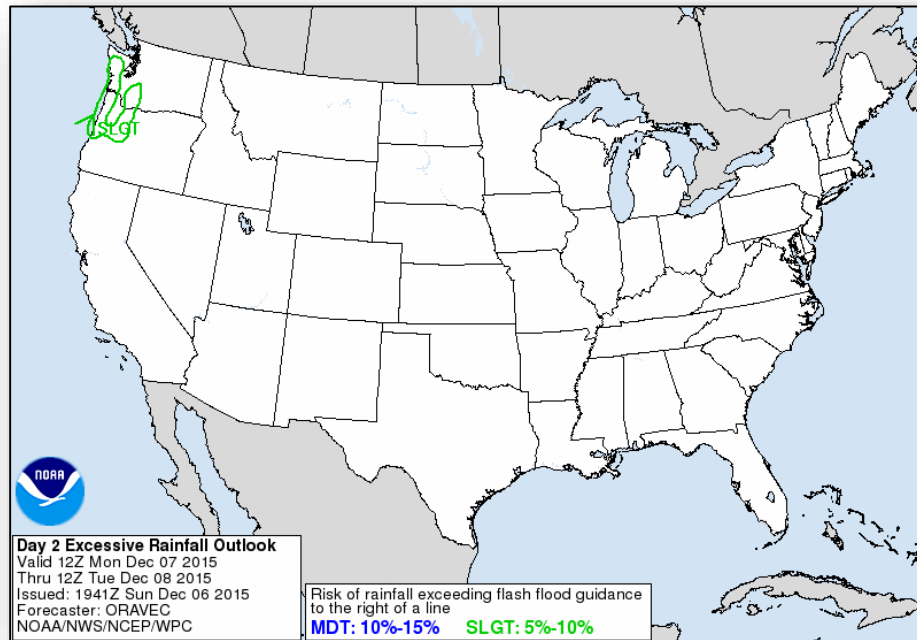 SLGT
NOAA
Day 2 Excessive Rainfall Outlook
Valid 12Z Mon Dec 07 2015
Thru 12Z Tue Dec 08 2015
Issued: 1941Z Sun Dec 06 2015
Forecaster: ORAVEC
NOAA/NWS/NCEP/WPC
Risk of rainfall exceeding flash flood guidance
to the right of a line
MDT: 10%-15% SLGT: 5%-10%